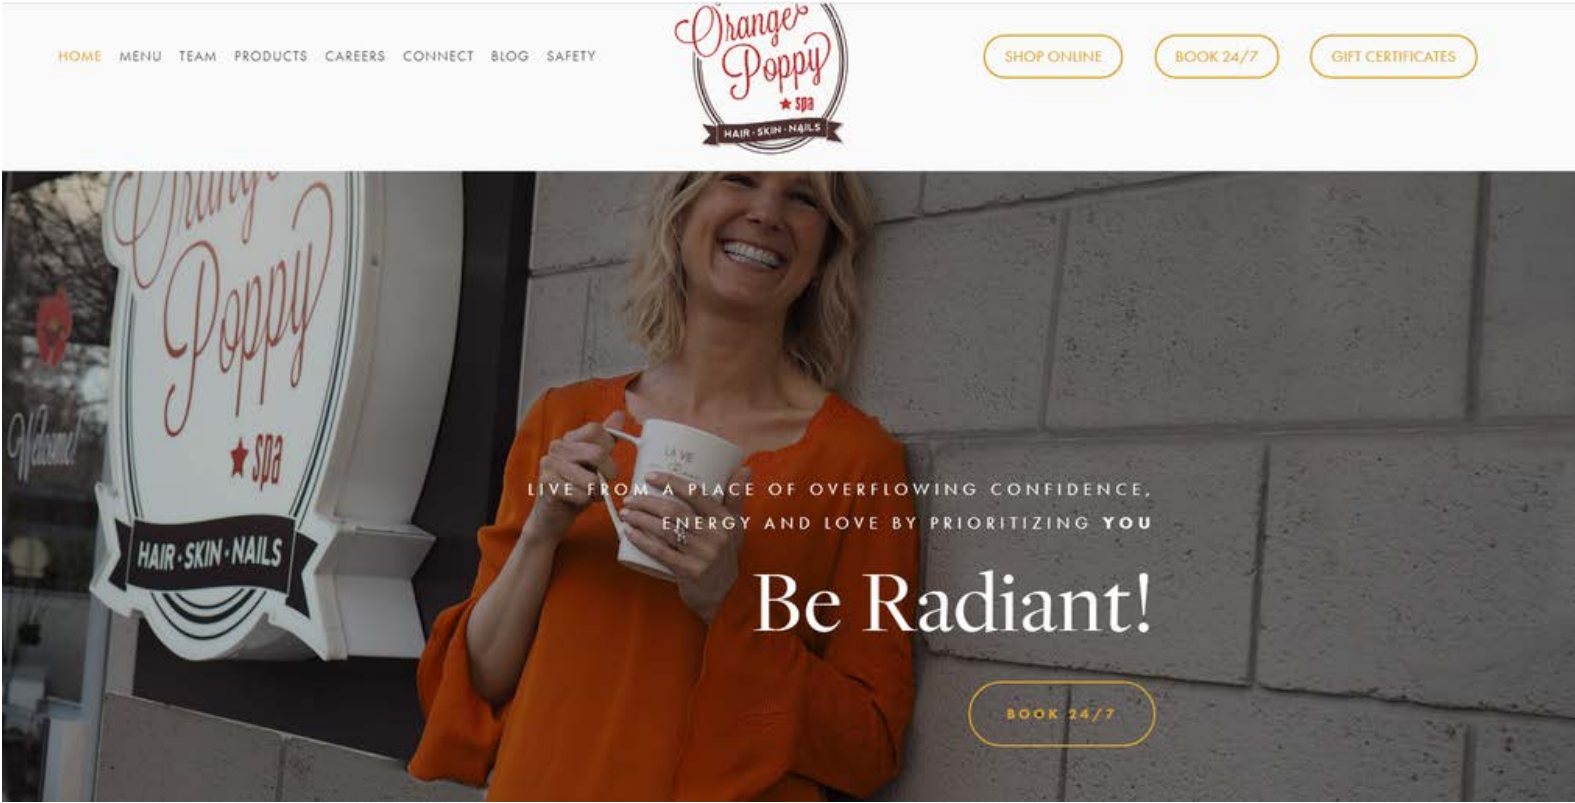 HOME MENU TEAM PRODUCTS CAREERS CONNECT BLOG SAFETY
Orange
Poppy
spa
HAIR · SKIN · NAILS
SHOP ONLINE
BOOK 24/7
GIFT CERTIFICATES
Orange
Poppy
spa
HAIR · SKIN · NAILS
Welcome!
LA VIE
LIVE FROM A PLACE OF OVERFLOWING CONFIDENCE,
ENERGY AND LOVE BY PRIORITIZING YOU
Be Radiant!
BOOK 24/7